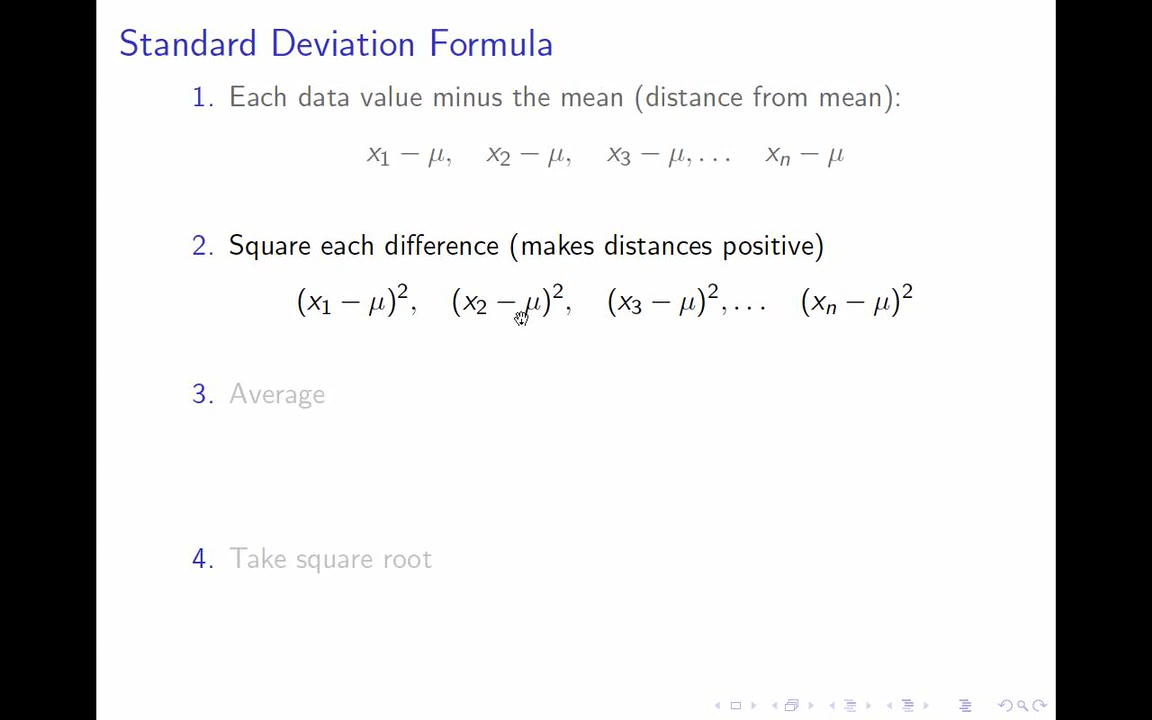 Standard Deviation Formula
1. Each data value minus the mean (distance from mean):
x₁ − μ, x₂ − μ, x₃ − μ, . . . xₙ − μ
2. Square each difference (makes distances positive)
(x₁ − μ)², (x₂ − μ)², (x₃ − μ)², . . . (xₙ − μ)²
3. Average
4. Take square root